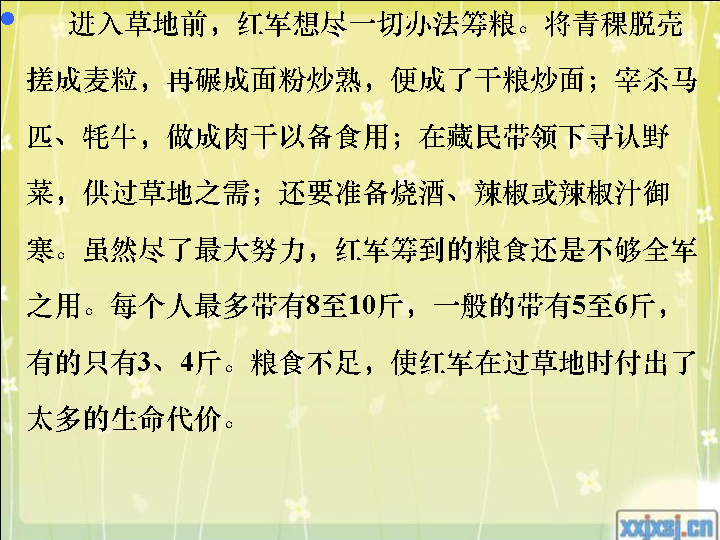 进入草地前，红军想尽一切办法筹粮。将青稞脱壳
搓成麦粒，再碾成面粉炒熟，便成了干粮炒面；宰杀马
匹、牦牛，做成肉干以备食用；在藏民带领下寻认野
菜，供过草地之需；还要准备烧酒、辣椒或辣椒汁御
寒。虽然尽了最大努力，红军筹到的粮食还是不够全军
之用。每个人最多带有8至10斤，一般的带有5至6斤，
有的只有3、4斤。粮食不足，使红军在过草地时付出了
太多的生命代价。
xxjxsj.cn